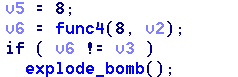 v5 = 8;
v6 = func4(8, v2);
if ( v6 != v3 )
explode_bomb();